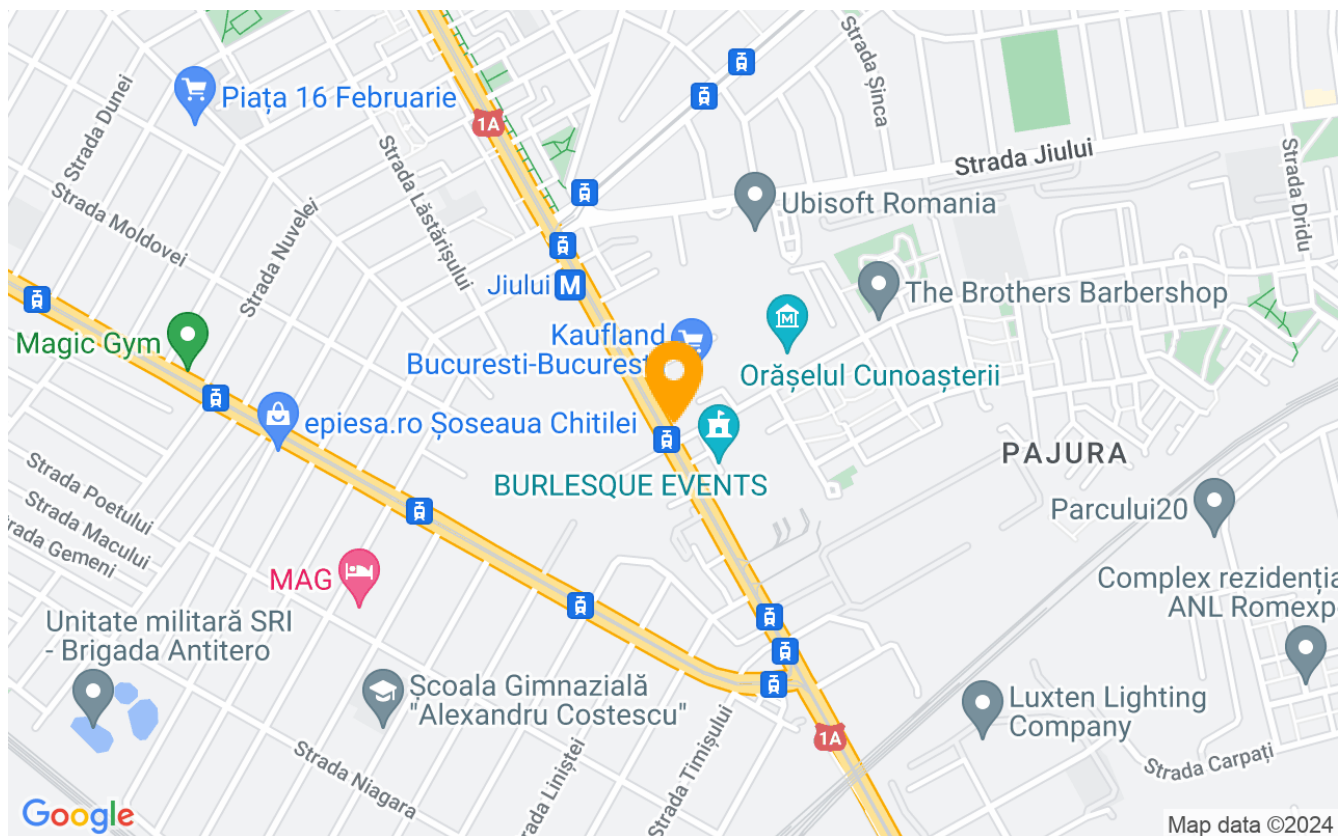 Piața 16 Februarie
1A
Strada Dunei
Strada Moldovei
Strada Nuvelei
Strada Lăstărișului
Strada Șinca
Strada Jiului
Strada Dridu
Ubisoft Romania
Jiului M
The Brothers Barbershop
Magic Gym
Kaufland
Bucuresti-Bucurest
Orășelul Cunoașterii
epiesa.ro Șoseaua Chitilei
BURLESQUE EVENTS
PAJURA
Strada Poetului
Strada Macului
rada Gemeni
Parcului20
MAG
Complex rezidenția
ANL Romexp
Unitate militară SRI
- Brigada Antitero
Școala Gimnazială
"Alexandru Costescu"
Luxten Lighting
Company
Strada Niagara
rada Liniștei
Strada Timișului
1A
Strada Carpați
Google
Map data ©2024